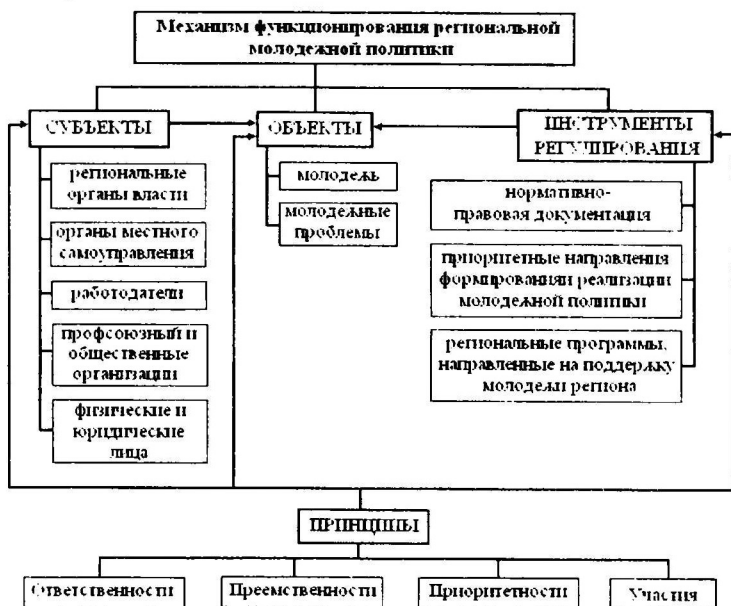 Механизм функционирования региональной
молодежной политики
СУБЪЕКТЫ
региональные
органы власти
органы местного
самоуправления
работодатели
профсоюзный и
общественные
организации
физические и
юридические
лица
ОБЪЕКТЫ
молодежь
молодежные
проблемы
ИНСТРУМЕНТЫ
РЕГУЛИРОВАНИЯ
нормативно-
правовая документация
приоритетные направления
формированияи реализации
молодежной политики
региональные программы,
направленные на поддержку
молодежи региона
ПРИНЦИПЫ
Ответственности
Преемственности
Приоритетности
Участия